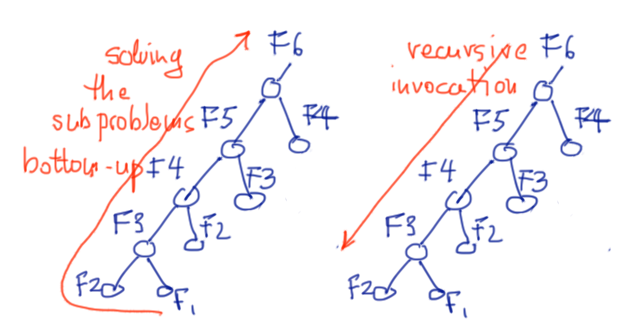 solving
the
subproblems
bottom-up
F6
F5
F4
F4
F3
F3
F2
F2
F1
recursive
invocation
F6
F5
F4
F4
F3
F3
F2
F2
F1